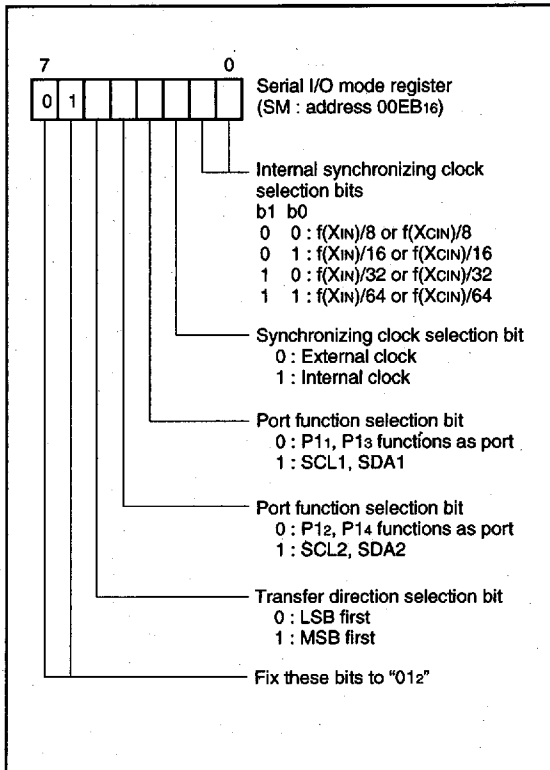 7 0
0 1
Serial I/O mode register
(SM : address 00EB16)
Internal synchronizing clock
selection bits
b1 b0
0 0 : f(XIN)/8 or f(XCIN)/8
0 1 : f(XIN)/16 or f(XCIN)/16
1 0 : f(XIN)/32 or f(XCIN)/32
1 1 : f(XIN)/64 or f(XCIN)/64
Synchronizing clock selection bit
0 : External clock
1 : Internal clock
Port function selection bit
0 : P11, P13 functions as port
1 : SCL1, SDA1
Port function selection bit
0 : P12, P14 functions as port
1 : SCL2, SDA2
Transfer direction selection bit
0 : LSB first
1 : MSB first
Fix these bits to “012”